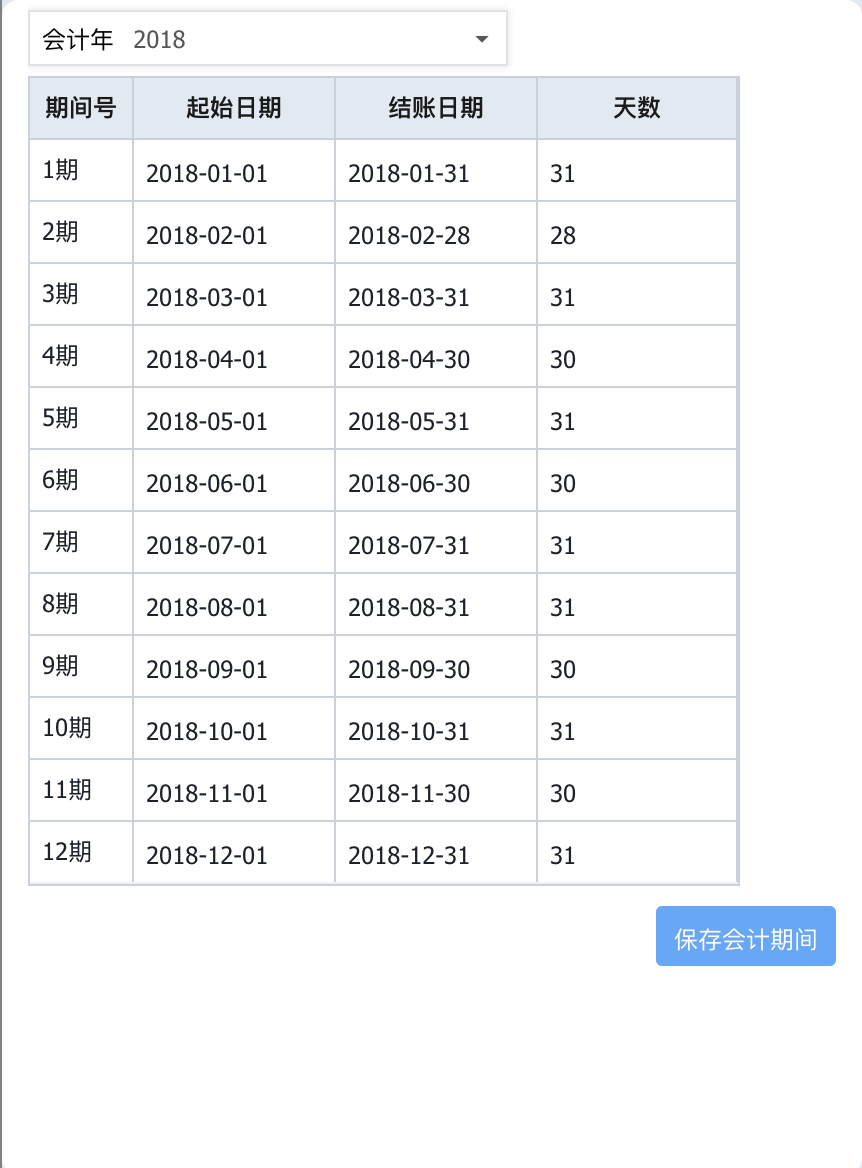 会计年 2018
期间号 起始日期 结账日期 天数
1期 2018-01-01 2018-01-31 31
2期 2018-02-01 2018-02-28 28
3期 2018-03-01 2018-03-31 31
4期 2018-04-01 2018-04-30 30
5期 2018-05-01 2018-05-31 31
6期 2018-06-01 2018-06-30 30
7期 2018-07-01 2018-07-31 31
8期 2018-08-01 2018-08-31 31
9期 2018-09-01 2018-09-30 30
10期 2018-10-01 2018-10-31 31
11期 2018-11-01 2018-11-30 30
12期 2018-12-01 2018-12-31 31
保存会计期间